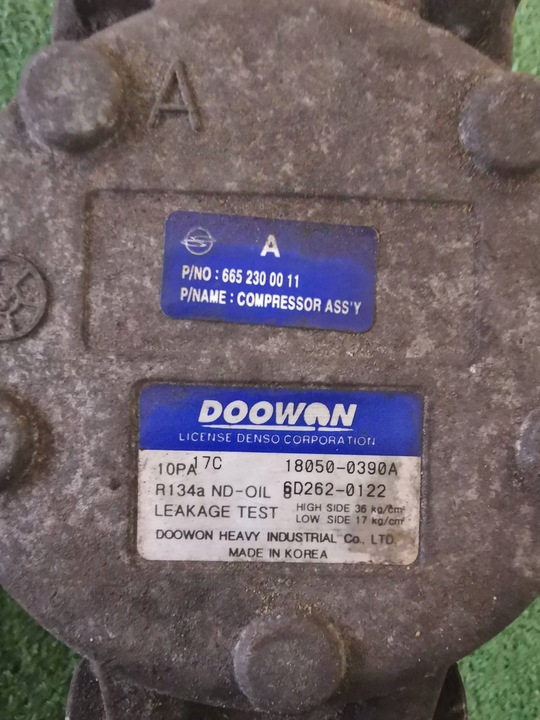 A
A
P/NO : 665 230 00 11
P/NAME : COMPRESSOR ASS'Y
DOOWON
LICENSE DENSO CORPORATION
10PA17C 18050-0390A
R134a ND-OIL 8 6D262-0122
LEAKAGE TEST HIGH SIDE 36 kg/cm²
LOW SIDE 17 kg/cm²
DOOWON HEAVY INDUSTRIAL Co., LTD.
MADE IN KOREA